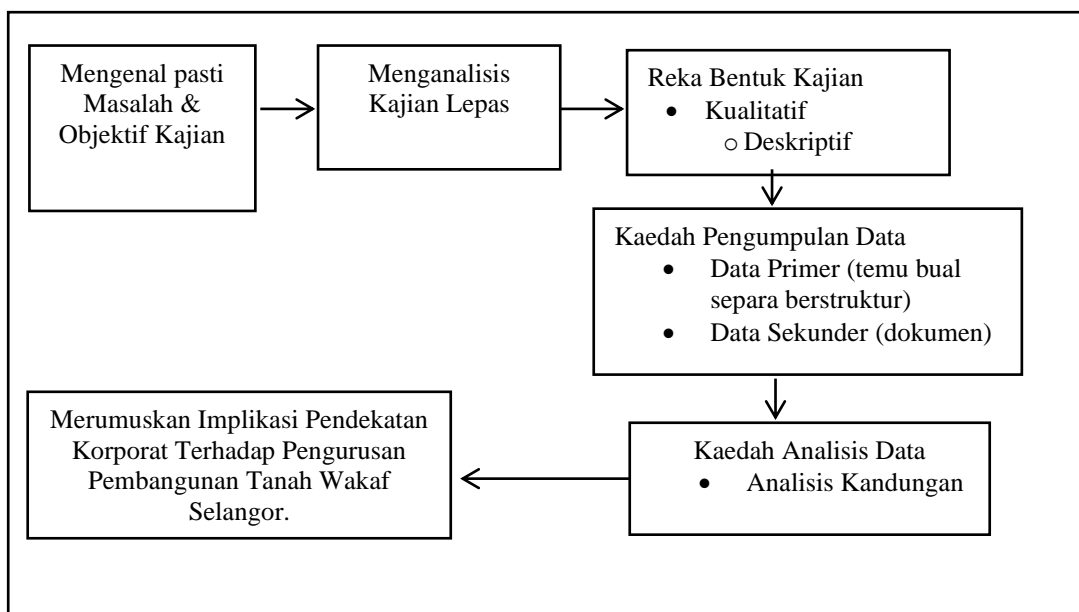 Mengenal pasti
Masalah &
Objektif Kajian
Menganalisis
Kajian Lepas
Reka Bentuk Kajian
• Kualitatif
o Deskriptif
Kaedah Pengumpulan Data
• Data Primer (temu bual
separa berstruktur)
• Data Sekunder (dokumen)
Kaedah Analisis Data
• Analisis Kandungan
Merumuskan Implikasi Pendekatan
Korporat Terhadap Pengurusan
Pembangunan Tanah Wakaf
Selangor.